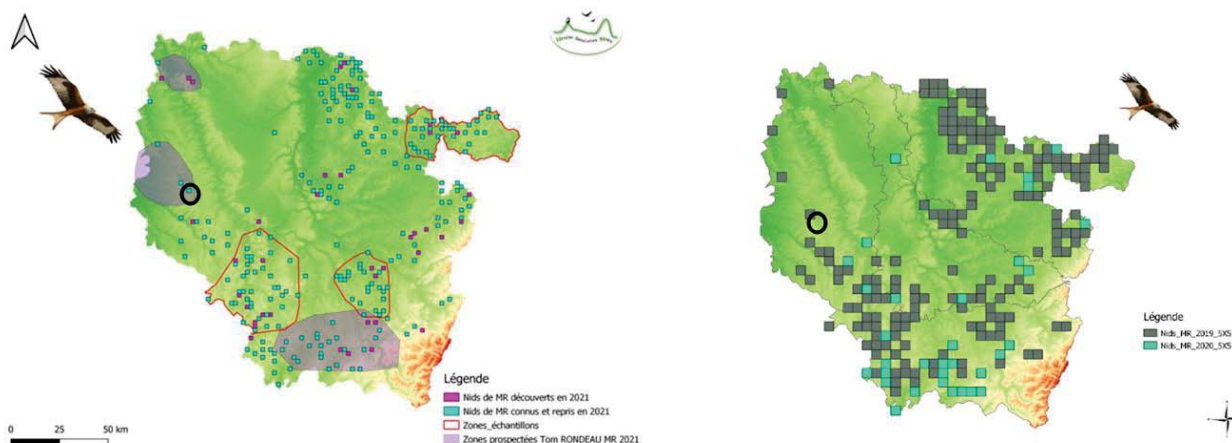 Légende
Nids de MR découverts en 2021
Nids de MR connus et repris en 2021
Zones_échantillons
Zones prospectées Tom RONDEAU MR 2021
0 25 50 km
Légende
Nids_MR_2019_5X5
Nids_MR_2020_5X5